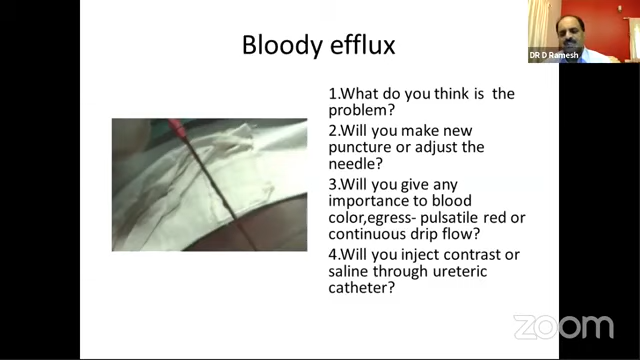 Bloody efflux
DR D Ramesh
1.What do you think is the
problem?
2.Will you make new
puncture or adjust the
needle?
3.Will you give any
importance to blood
color,egress- pulsatile red or
continuous drip flow?
4.Will you inject contrast or
saline through ureteric
catheter?
zoom